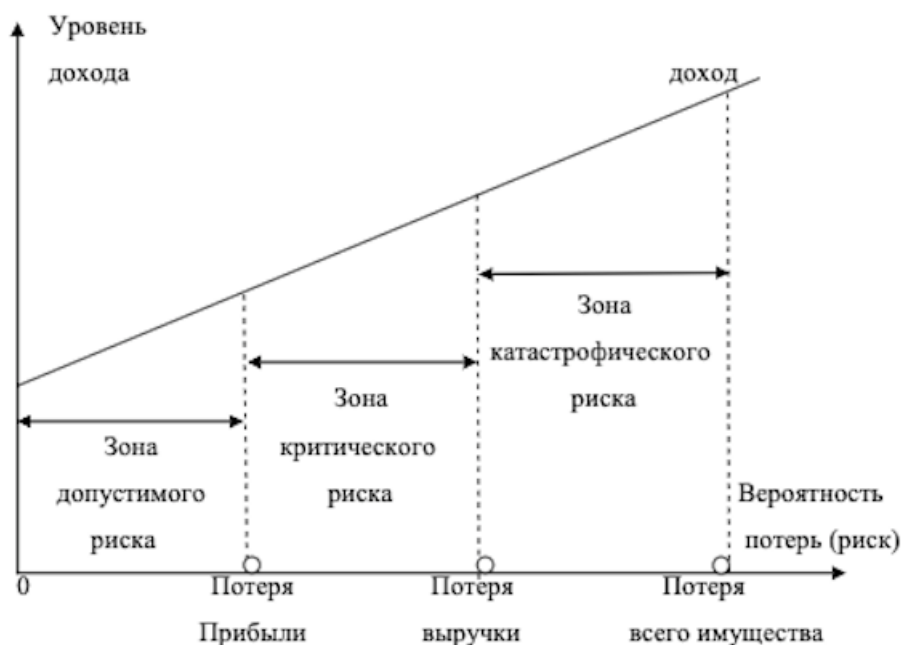 Уровень
дохода
доход
Зона
катастрофического
риска
Зона
критического
риска
Зона
допустимого
риска
Вероятность
потерь (риск)
0
Потеря
Прибыли
Потеря
выручки
Потеря
всего имущества